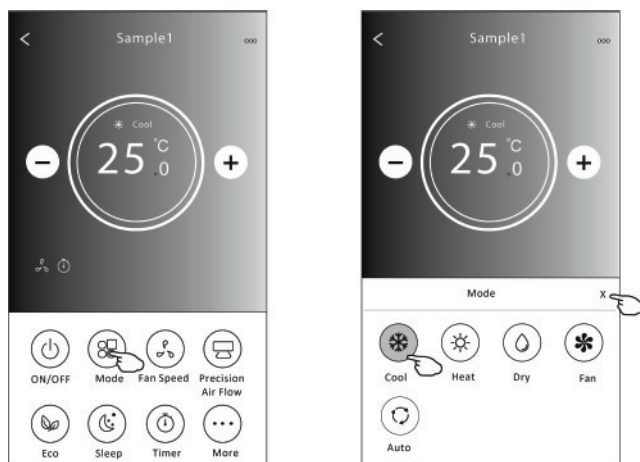 Sample1
Cool
25.0 °C
ON/OFF Mode Fan Speed Precision Air Flow
Eco Sleep Timer More
Sample1
Cool
25.0 °C
Mode X
Cool Heat Dry Fan
Auto